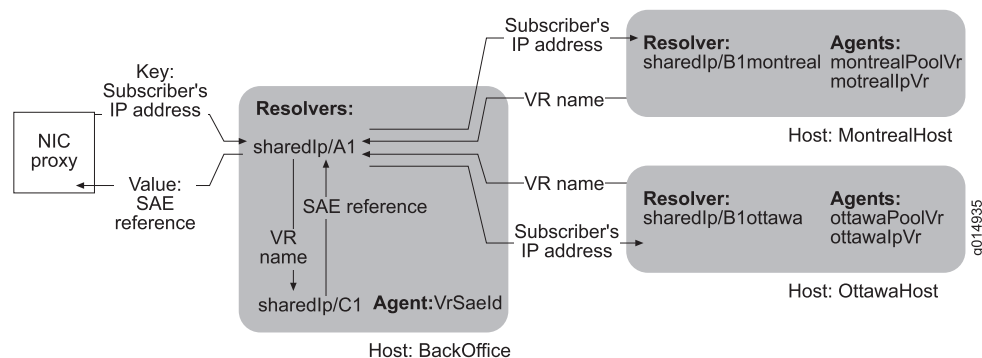 Key:
Subscriber's
IP address
NIC
proxy
Value:
SAE
reference
Resolvers:
sharedIp/A1
SAE reference
VR
name
sharedIp/C1
Agent:VrSaeId
Host: BackOffice
Subscriber's
IP address
VR name
VR name
Subscriber's
IP address
Resolver:
sharedIp/B1montreal
Agents:
montrealPoolVr
motrealIpVr
Host: MontrealHost
Resolver:
sharedIp/B1ottawa
Agents:
ottawaPoolVr
ottawaIpVr
Host: OttawaHost
g014935